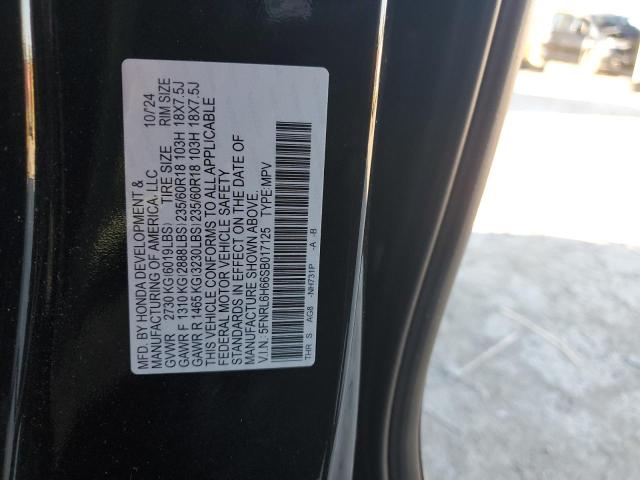 MFD. BY HONDA DEVELOPMENT &
MANUFACTURING OF AMERICA, LLC 10/'24
GVWR 2730 KG(6019LBS) TIRE SIZE RIM SIZE
GAWR F 1310 KG(2888LBS)235/60R18 103H 18X7.5J
GAWR R 1465 KG(3230LBS)235/60R18 103H 18X7.5J
THIS VEHICLE CONFORMS TO ALL APPLICABLE
FEDERAL MOTOR VEHICLE SAFETY
STANDARDS IN EFFECT ON THE DATE OF
MANUFACTURE SHOWN ABOVE.
V.I.N. 5FNRL6H66SB017125 TYPE:MPV
THR S AG8 -NH731P -A -B